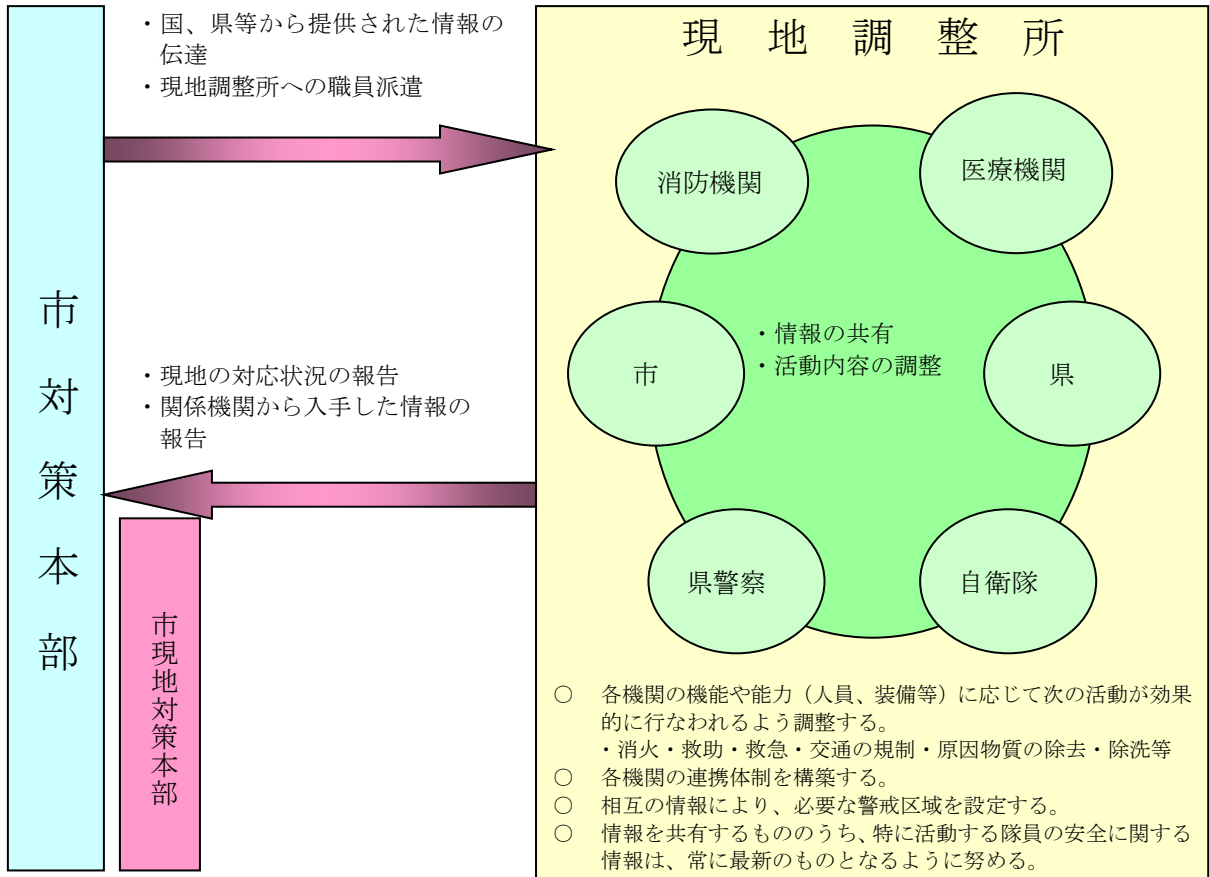 ・国、県等から提供された情報の
伝達
・現地調整所への職員派遣
市対策本部
・現地の対応状況の報告
・関係機関から入手した情報の
報告
市現地対策本部
現地調整所
消防機関
医療機関
・情報の共有
・活動内容の調整
市
県
県警察
自衛隊
○ 各機関の機能や能力（人員、装備等）に応じて次の活動が効果
的に行なわれるよう調整する。
・消火・救助・救急・交通の規制・原因物質の除去・除洗等
○ 各機関の連携体制を構築する。
○ 相互の情報により、必要な警戒区域を設定する。
○ 情報を共有するもののうち、特に活動する隊員の安全に関する
情報は、常に最新のものとなるように努める。